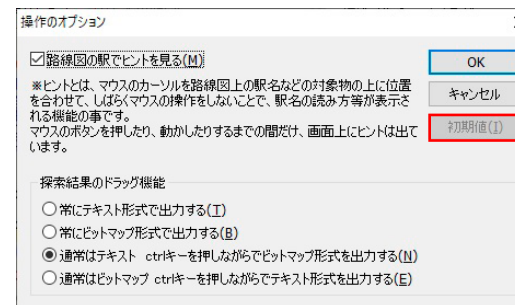 操作のオプション
路線図の駅でヒントを見る(M)
OK
※ヒントとは、マウスのカーソルを路線図上の駅名などの対象物の上に位置
を合わせて、しばらくマウスの操作をしないことで、駅名の読み方等が表示さ
れる機能の事です。
マウスのボタンを押したり、動かしたりするまでの間だけ、画面上にヒントは出て
います。
キャンセル
初期値(I)
探索結果のドラッグ機能
常にテキスト形式で出力する(T)
常にビットマップ形式で出力する(B)
通常はテキスト ctrlキーを押しながらでビットマップ形式を出力する(N)
通常はビットマップ ctrlキーを押しながらでテキスト形式を出力する(E)